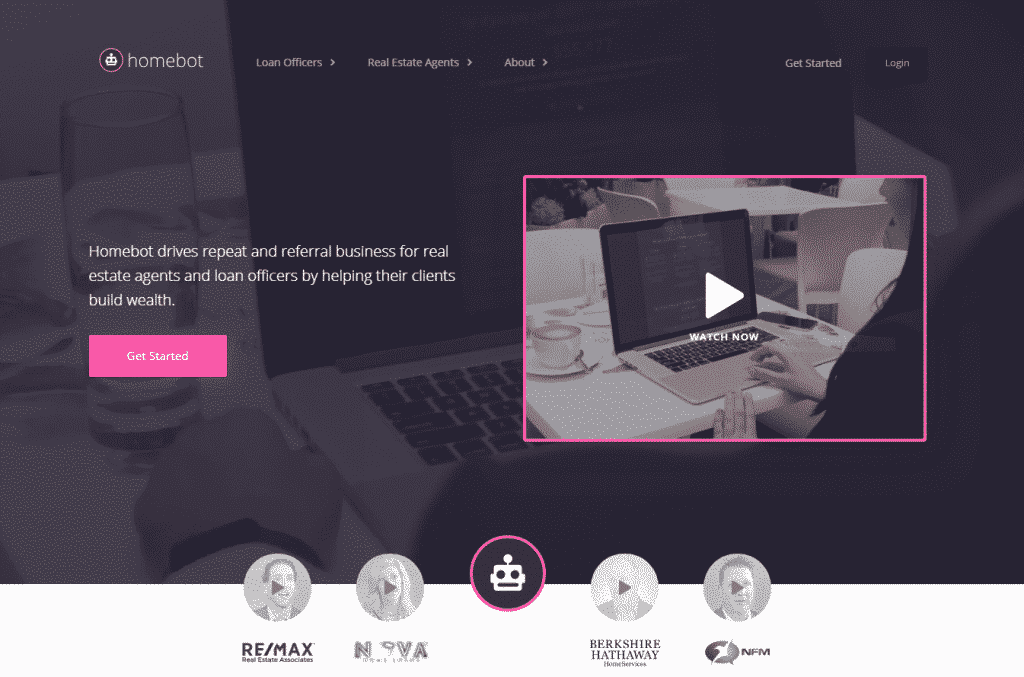 homebot
Loan Officers
Real Estate Agents
About
Get Started
Login
Homebot drives repeat and referral business for real
estate agents and loan officers by helping their clients
build wealth.
Get Started
WATCH NOW
RE/MAX
Real Estate Associates
NOVA
HOME LOANS
BERKSHIRE
HATHAWAY
HomeServices
NFM